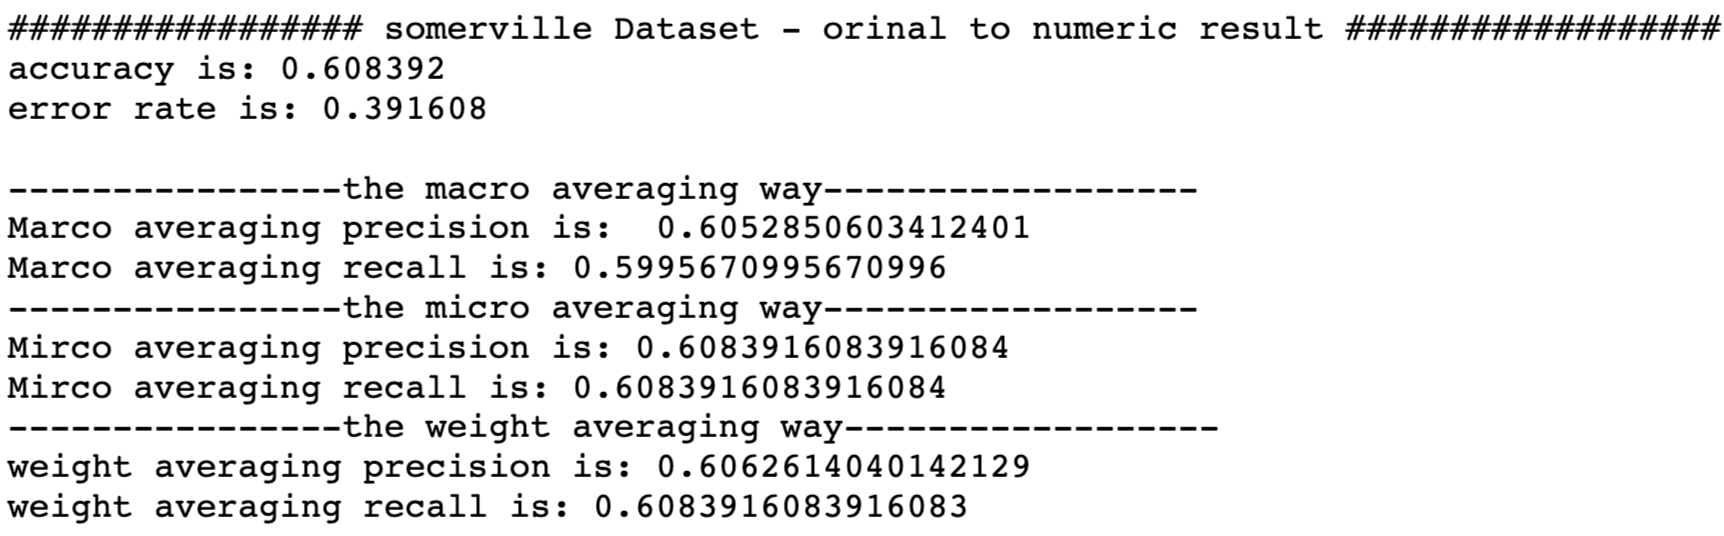 ################# somerville Dataset - orinal to numeric result ##################
accuracy is: 0.608392
error rate is: 0.391608
----------------the macro averaging way------------------
Marco averaging precision is:  0.6052850603412401
Marco averaging recall is: 0.5995670995670996
----------------the micro averaging way------------------
Mirco averaging precision is: 0.6083916083916084
Mirco averaging recall is: 0.6083916083916084
----------------the weight averaging way------------------
weight averaging precision is: 0.6062614040142129
weight averaging recall is: 0.6083916083916083